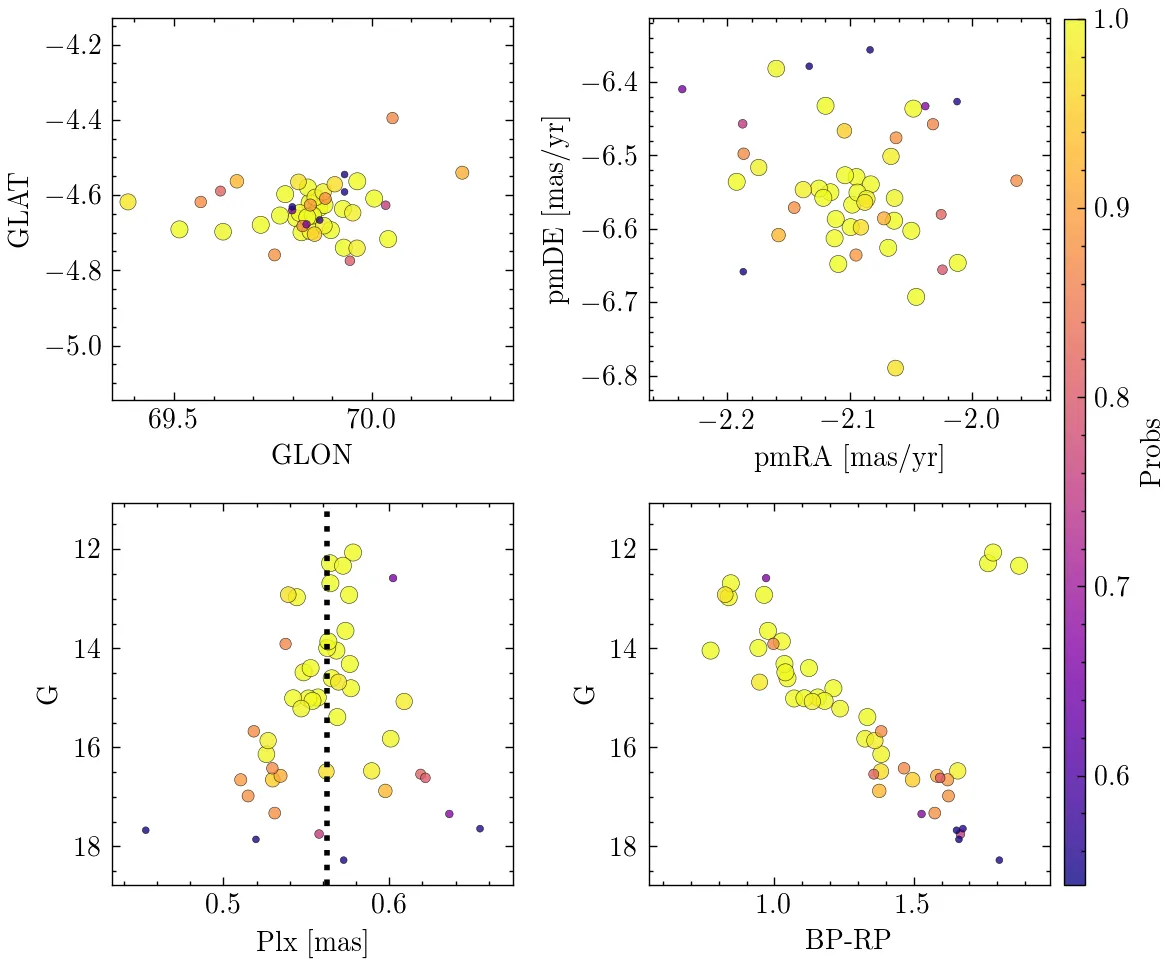 −4.2
−4.4
−4.6
−4.8
−5.0
GLAT
69.5 70.0
GLON
−6.4
−6.5
−6.6
−6.7
−6.8
pmDE [mas/yr]
−2.2 −2.1 −2.0
pmRA [mas/yr]
12
14
16
18
G
0.5 0.6
Plx [mas]
12
14
16
18
G
1.0 1.5
BP-RP
1.0
0.9
0.8
0.7
0.6
Probs